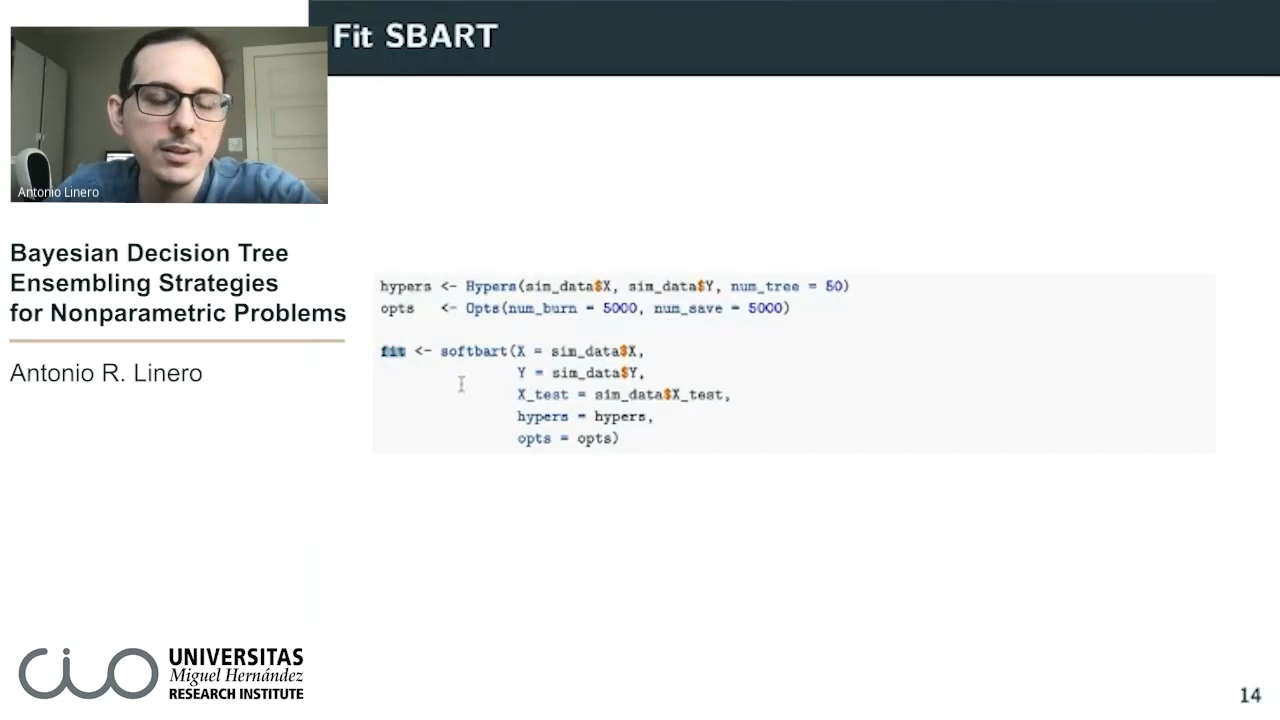 Fit SBART
Antonio Linero
Bayesian Decision Tree
Ensembling Strategies
for Nonparametric Problems
Antonio R. Linero
hypers <- Hypers(sim_data$X, sim_data$Y, num_tree = 50)
opts   <- Opts(num_burn = 5000, num_save = 5000)
fit <- softbart(X = sim_data$X,
                Y = sim_data$Y,
                X_test = sim_data$X_test,
                hypers = hypers,
                opts = opts)
cio
UNIVERSITAS
Miguel Hernández
RESEARCH INSTITUTE
14